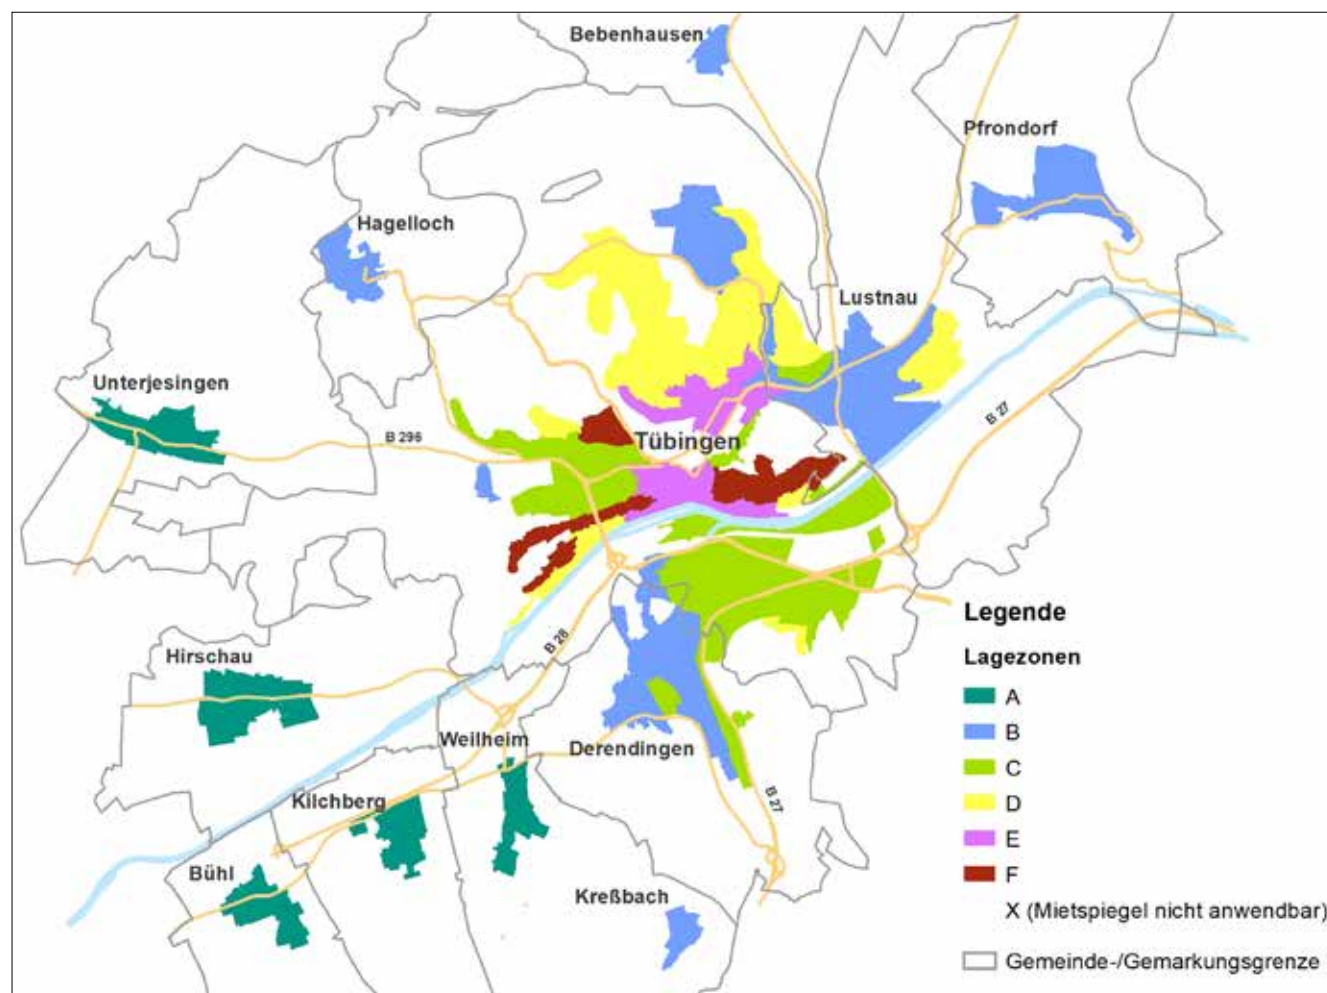 Bebenhausen
Pfrondorf
Hagelloch
Lustnau
Unterjesingen
B 27
B 296
Tübingen
Hirschau
B 28
Weilheim
Derendingen
Kilchberg
B 27
Bühl
Kreßbach
Legende
Lagezonen
A
B
C
D
E
F
X (Mietspiegel nicht anwendbar)
Gemeinde-/Gemarkungsgrenze